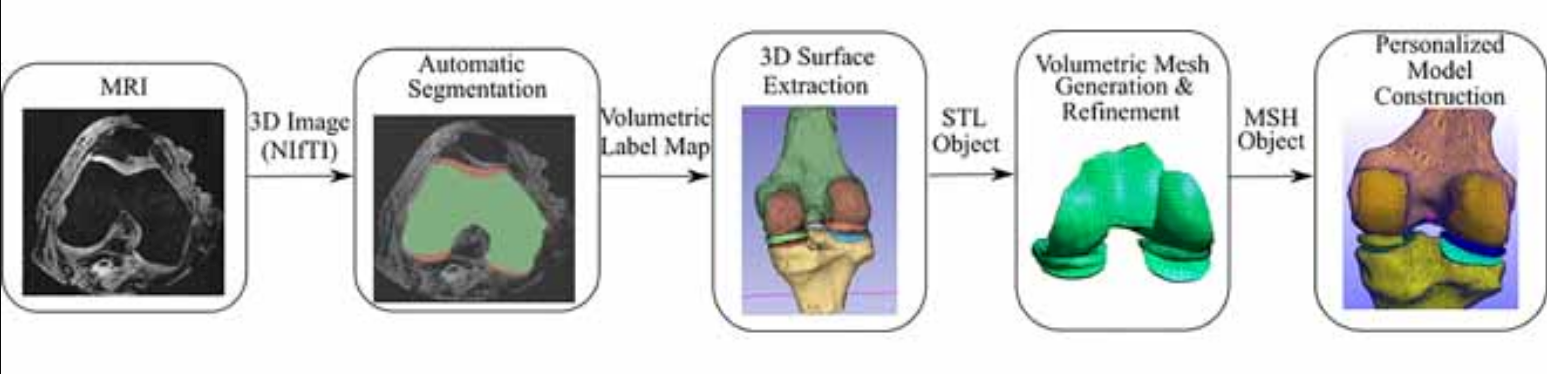 MRI
3D Image
(NIfTI)
Automatic
Segmentation
Volumetric
Label Map
3D Surface
Extraction
STL
Object
Volumetric Mesh
Generation &
Refinement
MSH
Object
Personalized
Model
Construction